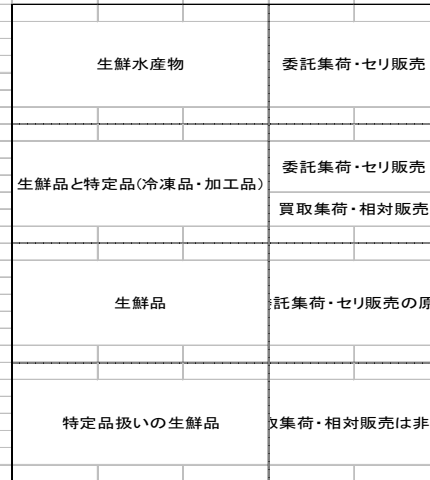 生鮮水産物
委託集荷・セリ販売
生鮮品と特定品(冷凍品・加工品)
委託集荷・セリ販売
買取集荷・相対販売
生鮮品
託集荷・セリ販売の原
特定品扱いの生鮮品
集荷・相対販売は非